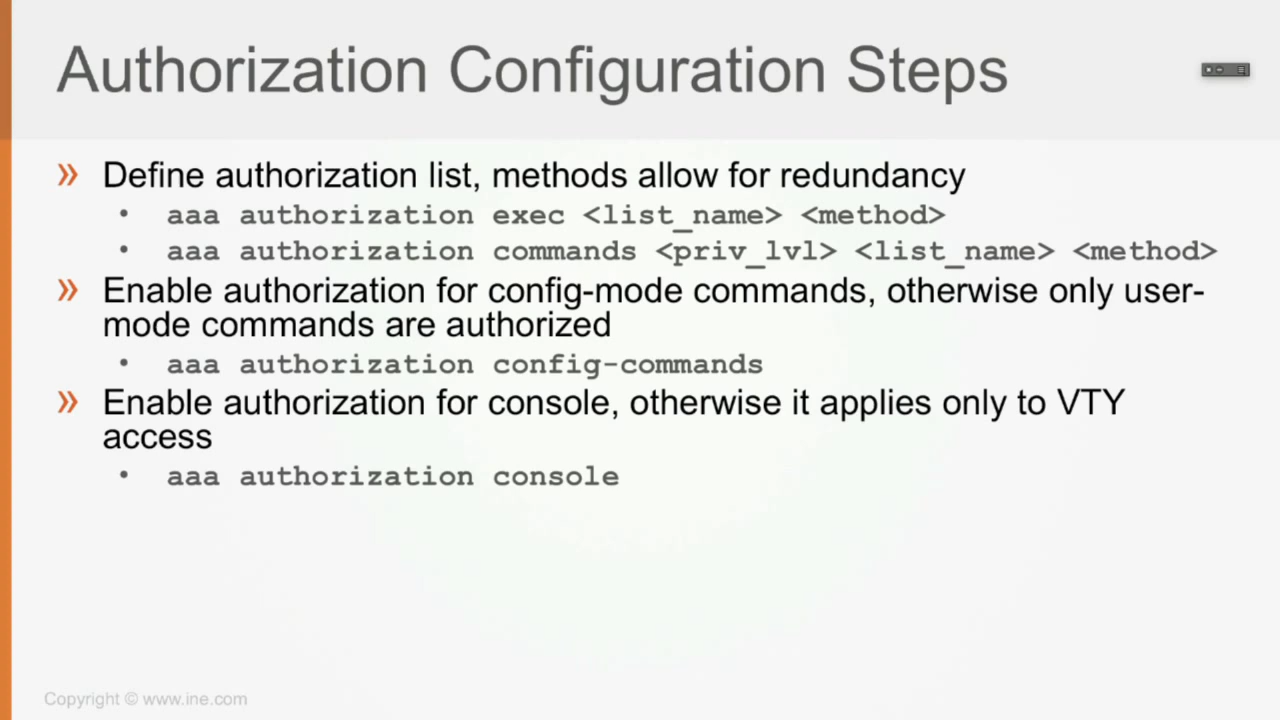 Authorization Configuration Steps
» Define authorization list, methods allow for redundancy
• aaa authorization exec <list_name> <method>
• aaa authorization commands <priv_lvl> <list_name> <method>
» Enable authorization for config-mode commands, otherwise only user-
mode commands are authorized
• aaa authorization config-commands
» Enable authorization for console, otherwise it applies only to VTY
access
• aaa authorization console
Copyright © www.ine.com